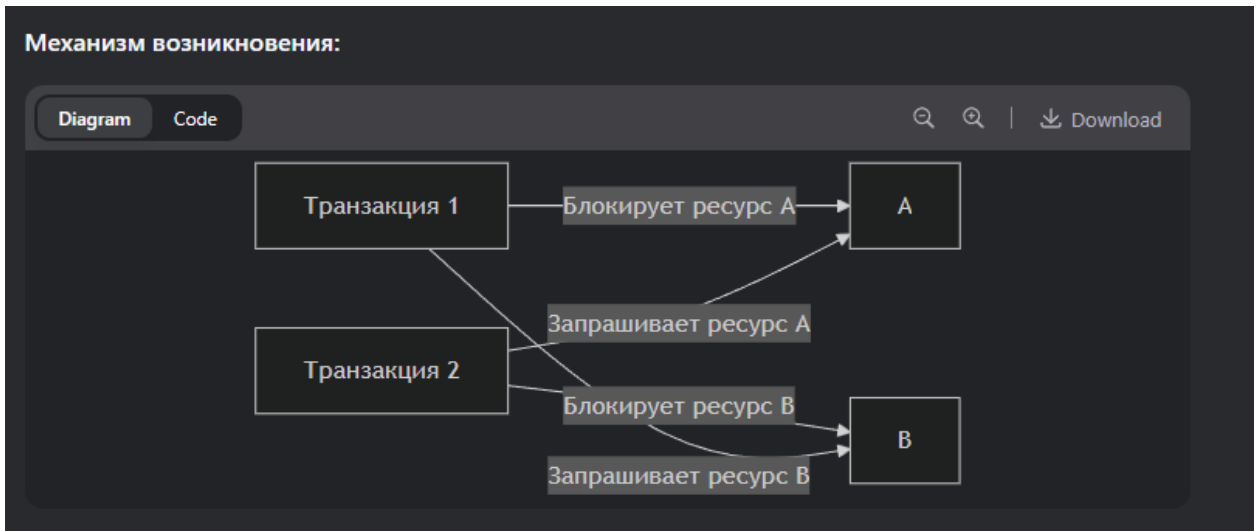 Механизм возникновения:
Diagram Code Download
Транзакция 1 Блокирует ресурс A A
Запрашивает ресурс A
Транзакция 2
Блокирует ресурс B
B
Запрашивает ресурс B